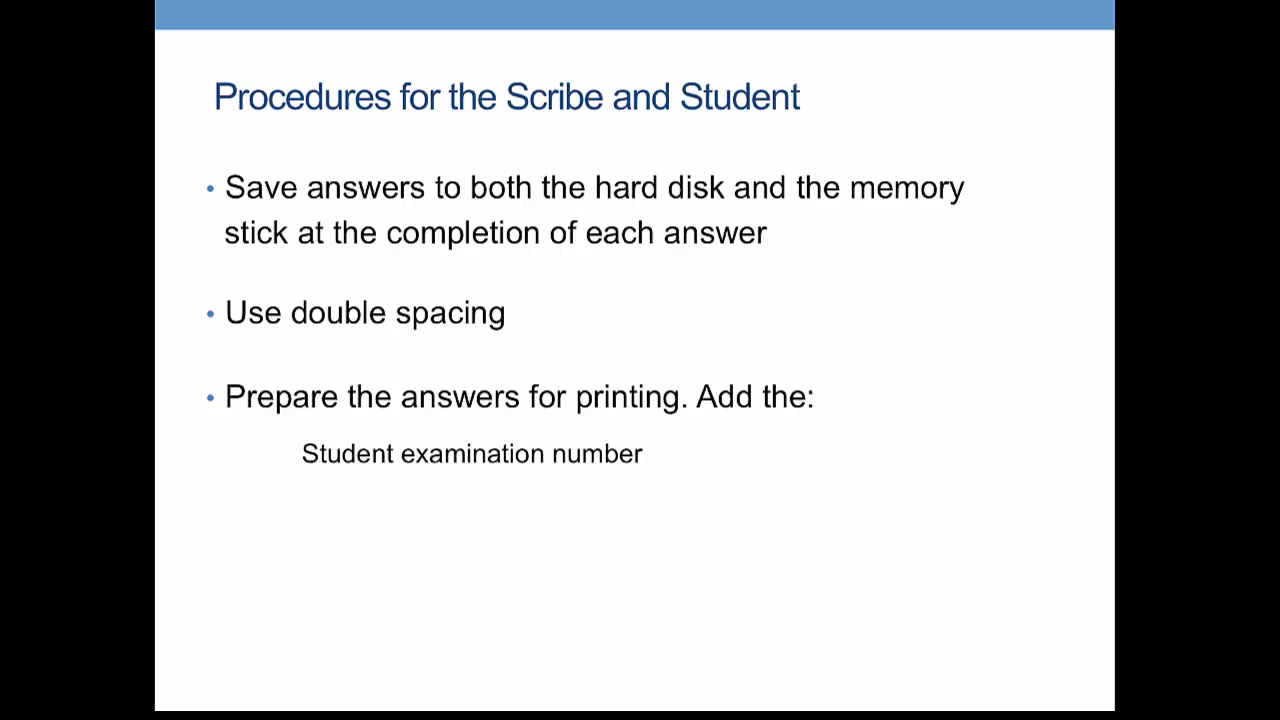 Procedures for the Scribe and Student
• Save answers to both the hard disk and the memory
stick at the completion of each answer
• Use double spacing
• Prepare the answers for printing. Add the:
Student examination number